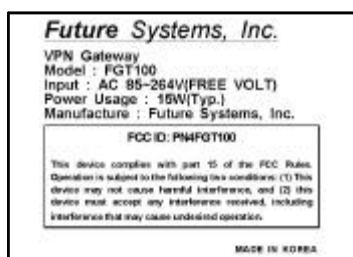 Future Systems, Inc.
VPN Gateway
Model : FGT100
Input : AC 85~264V(FREE VOLT)
Power Usage : 15W(Typ.)
Manufacture : Future Systems, Inc.
FCC ID: PN4FGT100
This device complies with part 15 of the FCC Rules.
Operation is subject to the following two conditions: (1) This
device may not cause harmful interference, and (2) this
device must accept any interference received, including
interference that may cause undesired operation.
MADE IN KOREA